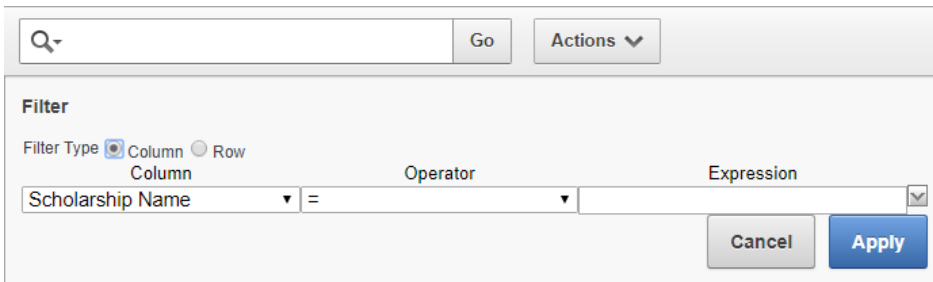 Go Actions
Filter
Filter Type Column Row
Column Operator Expression
Scholarship Name =
Cancel Apply